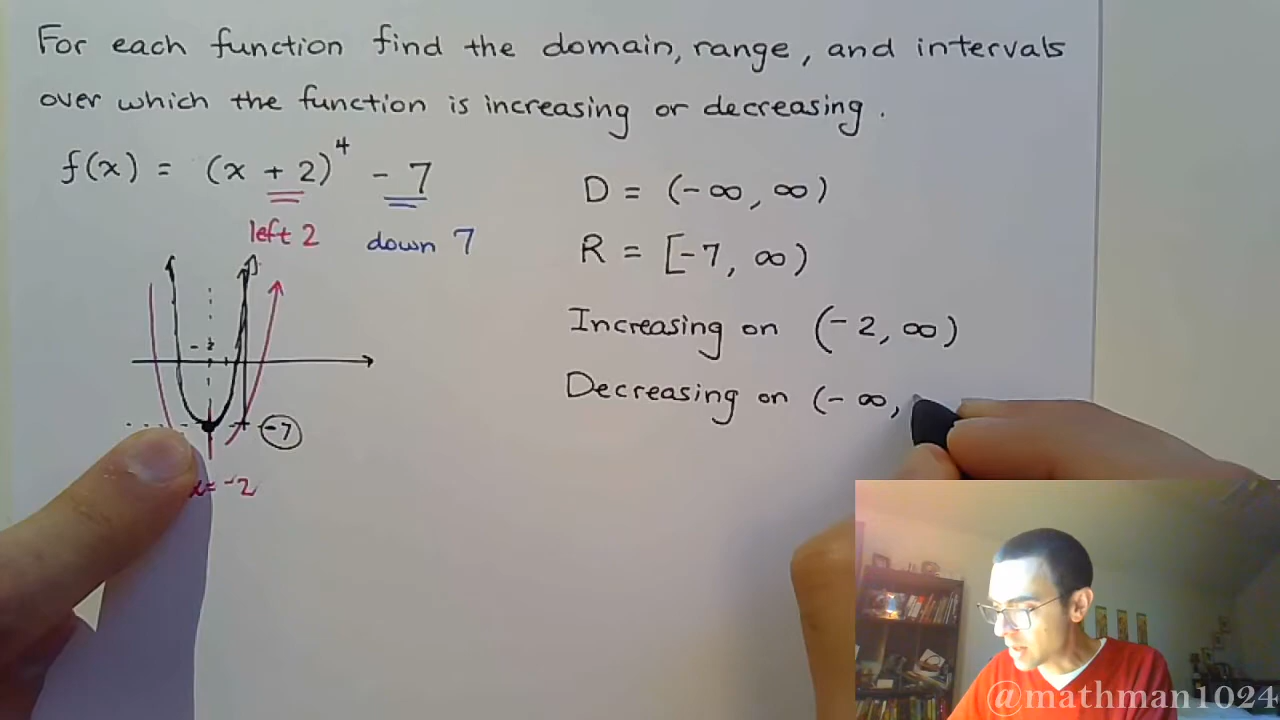 For each function find the domain, range, and intervals
over which the function is increasing or decreasing.
f(x) = (x + 2)⁴ - 7
left 2 down 7
D = (-∞, ∞)
R = [-7, ∞)
Increasing on (-2, ∞)
Decreasing on (-∞,
-7
x = -2
@mathman1024